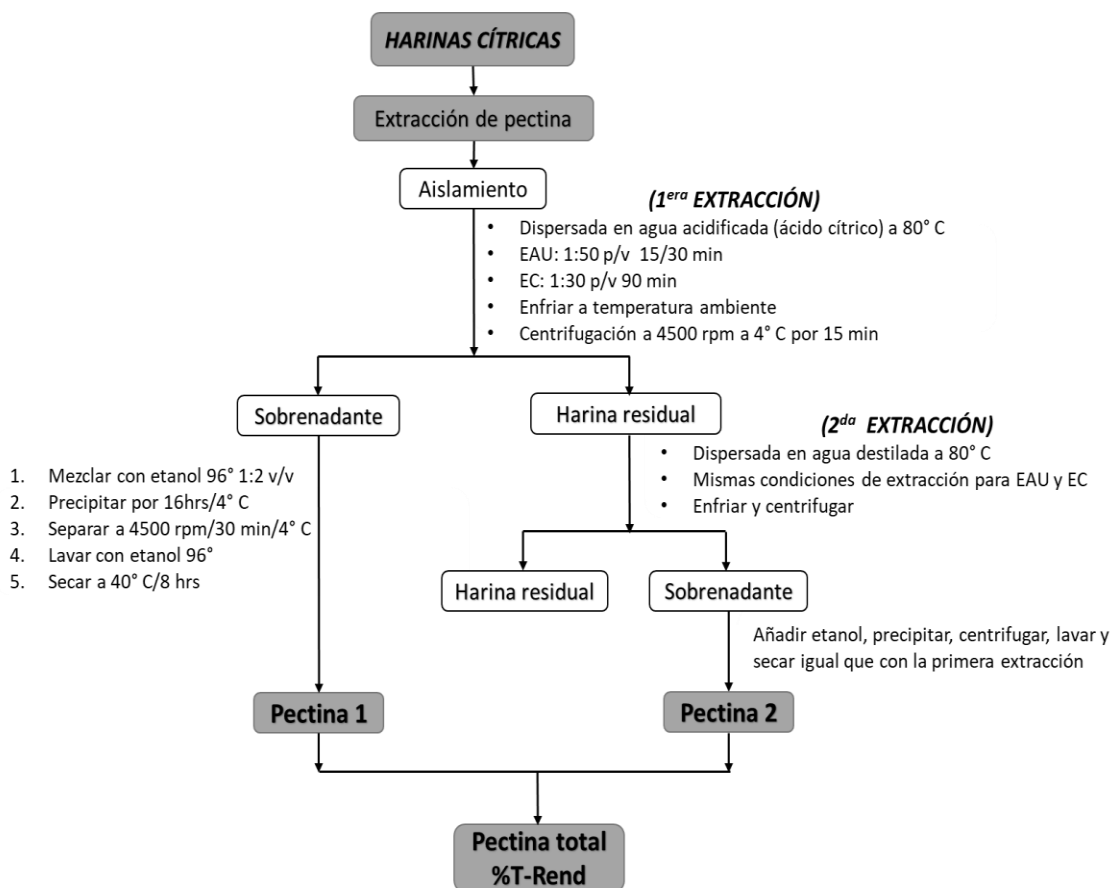 HARINAS CÍTRICAS
Extracción de pectina
Aislamiento
(1era EXTRACCIÓN)
• Dispersada en agua acidificada (ácido cítrico) a 80° C
• EAU: 1:50 p/v 15/30 min
• EC: 1:30 p/v 90 min
• Enfriar a temperatura ambiente
• Centrifugación a 4500 rpm a 4° C por 15 min
Sobrenadante
Harina residual
(2da EXTRACCIÓN)
• Dispersada en agua destilada a 80° C
• Mismas condiciones de extracción para EAU y EC
• Enfriar y centrifugar
1. Mezclar con etanol 96° 1:2 v/v
2. Precipitar por 16hrs/4° C
3. Separar a 4500 rpm/30 min/4° C
4. Lavar con etanol 96°
5. Secar a 40° C/8 hrs
Harina residual
Sobrenadante
Añadir etanol, precipitar, centrifugar, lavar y
secar igual que con la primera extracción
Pectina 1
Pectina 2
Pectina total
%T-Rend